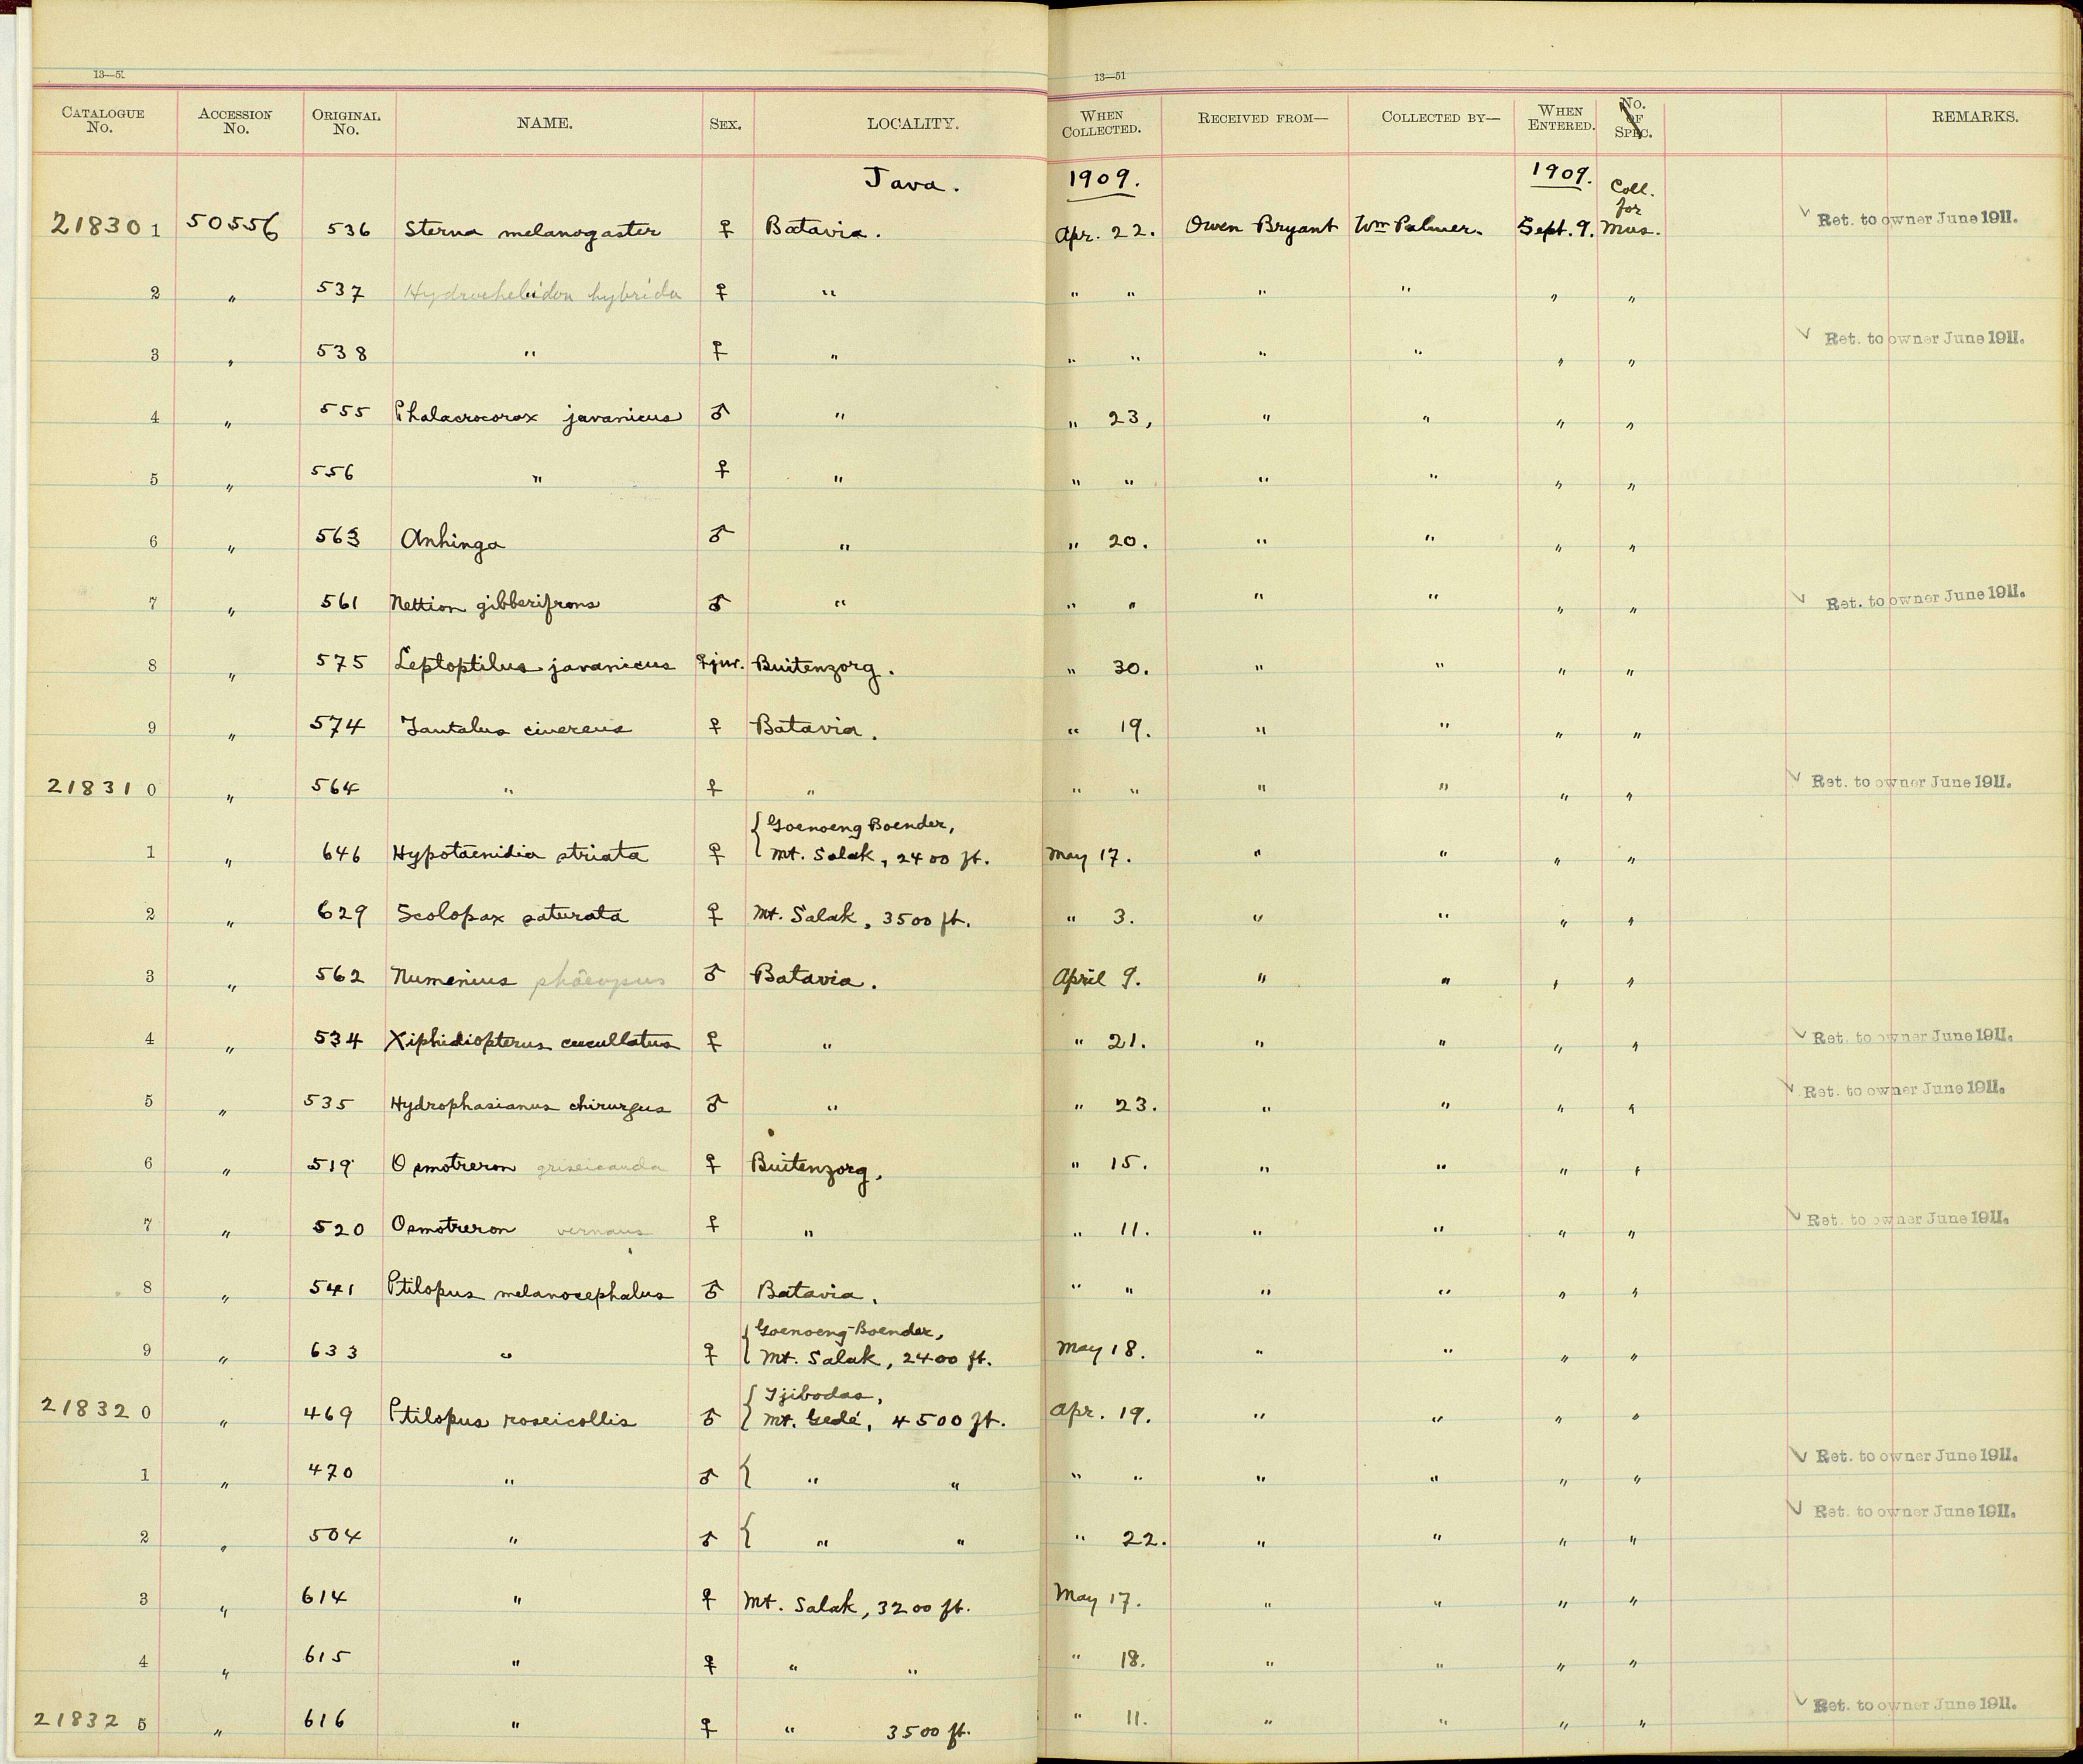 13—51. 13—51
CATALOGUE No. ACCESSION No. ORIGINAL No. NAME. SEX. LOCALITY. WHEN COLLECTED. RECEIVED FROM— COLLECTED BY— WHEN ENTERED. No. OF SPEC. REMARKS.
Java. 1909. 1909. Coll. for
218301 50556 536 Sterna melanogaster ♀ Batavia. Apr. 22. Owen Bryant Wm Palmer. Sept. 9. Mus. ✓ Ret. to owner June 1911.
2 " 537 Hydrochelidon hybrida ♀ " " " " " " "
3 " 538 " ♀ " " " " " " " ✓ Ret. to owner June 1911.
4 " 555 Phalacrocorax javanicus ♂ " " 23, " " " "
5 " 556 " ♀ " " " " " " "
6 " 563 Anhinga ♂ " " 20. " " " "
7 " 561 Nettion gibberifrons ♂ " " " " " " " ✓ Ret. to owner June 1911.
8 " 575 Leptoptilus javanicus ♀juv. Buitenzorg. " 30. " " " "
9 " 574 Tantalus cinereus ♀ Batavia. " 19. " " " "
218310 " 564 " ♀ " " " " " " " ✓ Ret. to owner June 1911.
{ Goenoeng Boender,
1 " 646 Hypotaenidia striata ♀ Mt. Salak, 2400 ft. May 17. " " " "
2 " 629 Scolopax saturata ♀ Mt. Salak, 3500 ft. " 3. " " " "
3 " 562 Numenius phaeopus ♂ Batavia. April 9. " " " "
4 " 534 Xiphidiopterus cucullatus ♀ " " 21. " " " " ✓ Ret. to owner June 1911.
5 " 535 Hydrophasianus chirurgus ♂ " " 23. " " " " ✓ Ret. to owner June 1911.
6 " 519 Osmotreron griseicauda ♀ Buitenzorg. " 15. " " " "
7 " 520 Osmotreron vernans ♀ " " 11. " " " " ✓ Ret. to owner June 1911.
8 " 541 Ptilopus melanocephalus ♂ Batavia. " " " " " "
{ Goenoeng-Boender,
9 " 633 " ♀ Mt. Salak, 2400 ft. May 18. " " " "
{ Tjibodas,
218320 " 469 Ptilopus roseicollis ♂ Mt. Gedé, 4500 ft. Apr. 19. " " " "
1 " 470 " ♂ { " " " " " " " " ✓ Ret. to owner June 1911.
2 " 504 " ♂ { " " " 22. " " " " ✓ Ret. to owner June 1911.
3 " 614 " ♀ Mt. Salak, 3200 ft. May 17. " " " "
4 " 615 " ♀ " " " 18. " " " "
218325 " 616 " ♀ " 3500 ft. " 11. " " " " ✓ Ret. to owner June 1911.